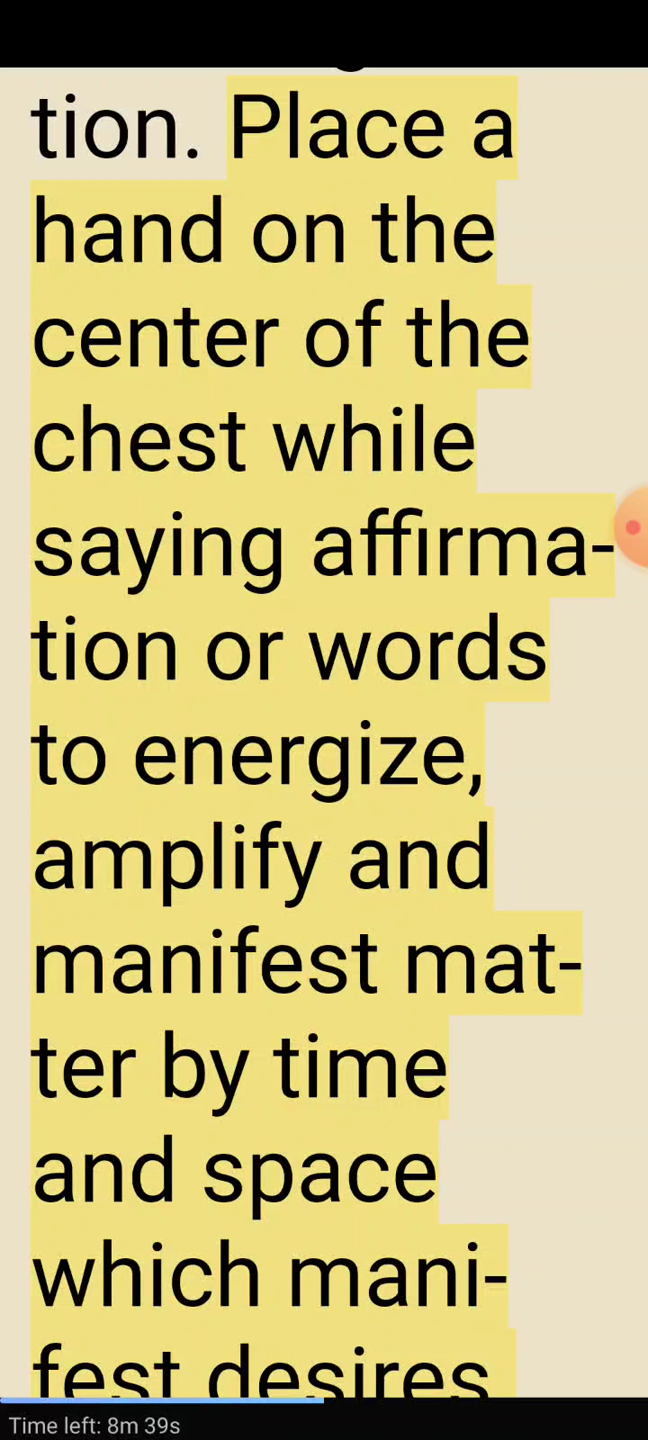 tion. Place a
hand on the
center of the
chest while
saying affirma-
tion or words
to energize,
amplify and
manifest mat-
ter by time
and space
which mani-
fest desires
Time left: 8m 39s